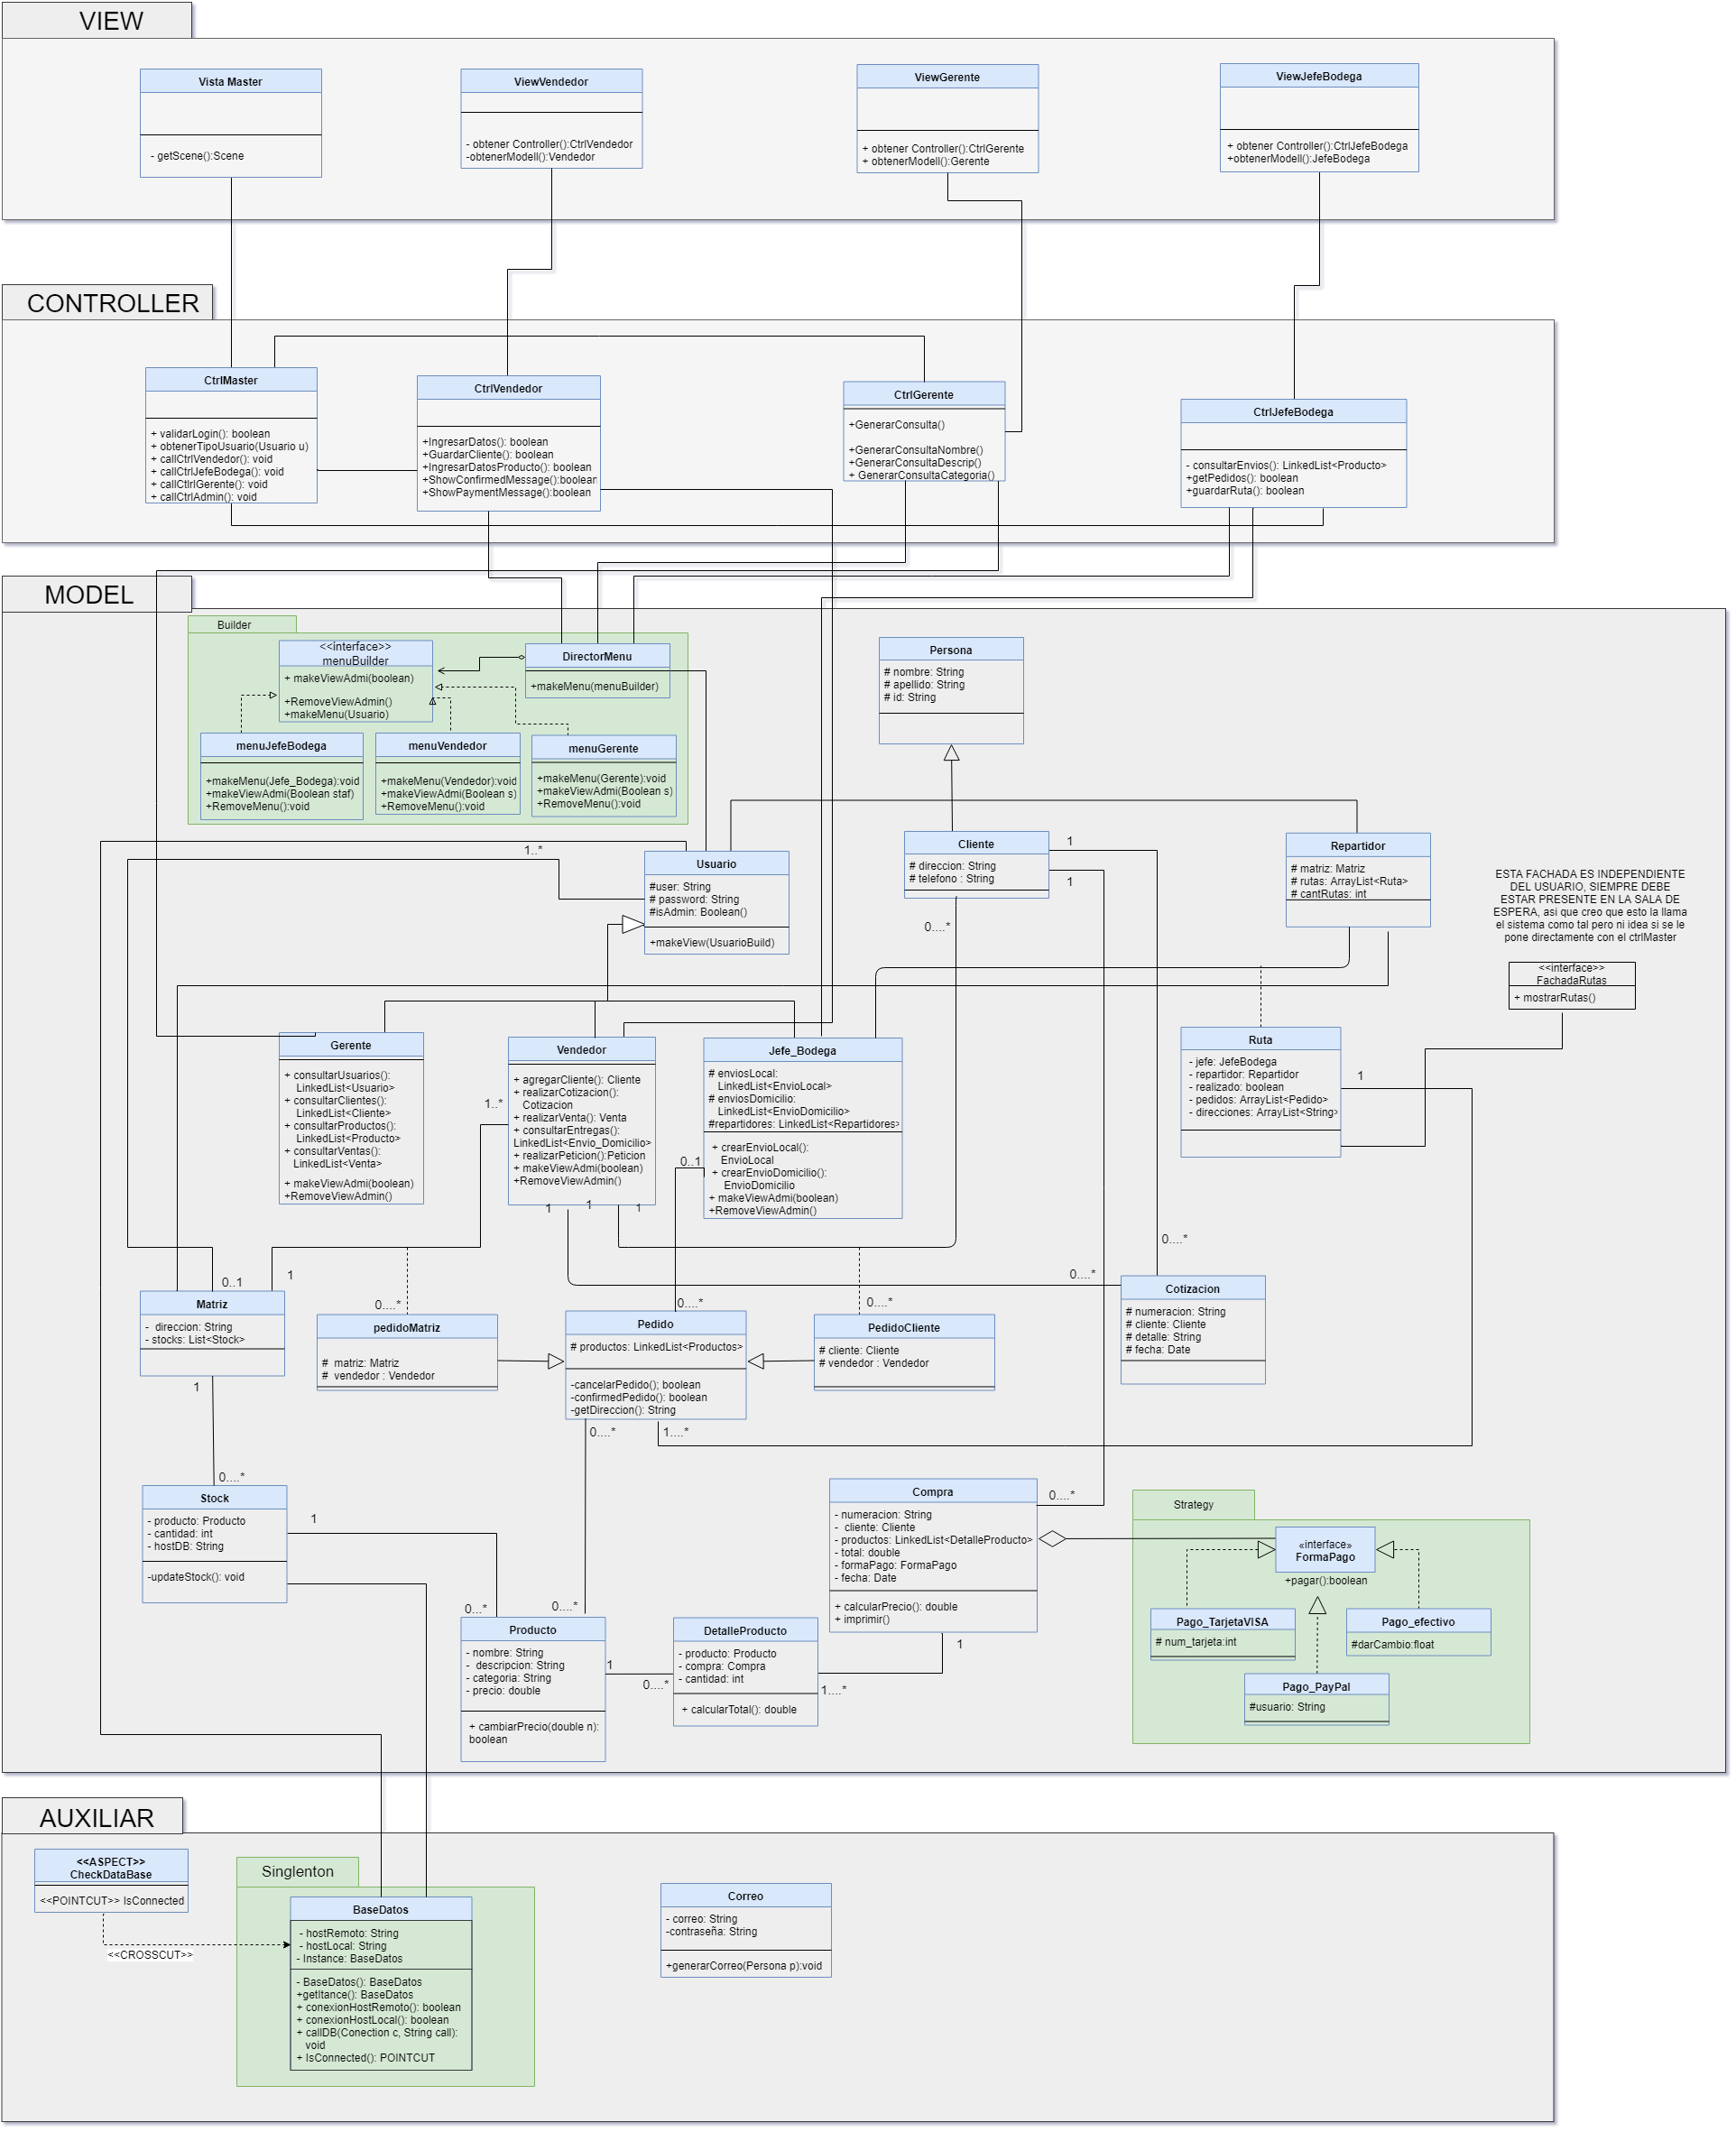 VIEW
Vista Master
- getScene():Scene
ViewVendedor
- obtener Controller():CtrlVendedor
-obtenerModell():Vendedor
ViewGerente
+ obtener Controller():CtrlGerente
+ obtenerModell():Gerente
ViewJefeBodega
+ obtener Controller():CtrlJefeBodega
+obtenerModell():JefeBodega
CONTROLLER
CtrlMaster
+ validarLogin(): boolean
+ obtenerTipoUsuario(Usuario u)
+ callCtrlVendedor(): void
+ callCtrlJefeBodega(): void
+ callCtlrlGerente(): void
+ callCtrlAdmin(): void
CtrlVendedor
+IngresarDatos(): boolean
+GuardarCliente(): boolean
+IngresarDatosProducto(): boolean
+ShowConfirmedMessage():boolean
+ShowPaymentMessage():boolean
CtrlGerente
+GenerarConsulta()
+GenerarConsultaNombre()
+GenerarConsultaDescrip()
+ GenerarConsultaCategoria()
CtrlJefeBodega
- consultarEnvios(): LinkedList<Producto>
+getPedidos(): boolean
+guardarRuta(): boolean
MODEL
Builder
<<interface>>
menuBuilder
+ makeViewAdmi(boolean)
+RemoveViewAdmin()
+makeMenu(Usuario)
DirectorMenu
+makeMenu(menuBuilder)
menuJefeBodega
+makeMenu(Jefe_Bodega):void
+makeViewAdmi(Boolean staf)
+RemoveMenu():void
menuVendedor
+makeMenu(Vendedor):void
+makeViewAdmi(Boolean s)
+RemoveMenu():void
menuGerente
+makeMenu(Gerente):void
+makeViewAdmi(Boolean s)
+RemoveMenu():void
Persona
# nombre: String
# apellido: String
# id: String
1..*
Usuario
#user: String
# password: String
#isAdmin: Boolean()
+makeView(UsuarioBuild)
Cliente
# direccion: String
# telefono : String
1
1
0....*
Repartidor
# matriz: Matriz
# rutas: ArrayList<Ruta>
# cantRutas: int
ESTA FACHADA ES INDEPENDIENTE
DEL USUARIO, SIEMPRE DEBE
ESTAR PRESENTE EN LA SALA DE
ESPERA, asi que creo que esto la llama
el sistema como tal pero ni idea si se le
pone directamente con el ctrlMaster
<<interface>>
FachadaRutas
+ mostrarRutas()
Gerente
+ consultarUsuarios():
LinkedList<Usuario>
+ consultarClientes():
LinkedList<Cliente>
+ consultarProductos():
LinkedList<Producto>
+ consultarVentas():
LinkedList<Venta>
+ makeViewAdmi(boolean)
+RemoveViewAdmin()
1..*
Vendedor
+ agregarCliente(): Cliente
+ realizarCotizacion():
Cotizacion
+ realizarVenta(): Venta
+ consultarEntregas():
LinkedList<Envio_Domicilio>
+ realizarPeticion():Peticion
+ makeViewAdmi(boolean)
+RemoveViewAdmin()
1
1
1
Jefe_Bodega
# enviosLocal:
LinkedList<EnvioLocal>
# enviosDomicilio:
LinkedList<EnvioDomicilio>
#repartidores: LinkedList<Repartidores>
+ crearEnvioLocal():
EnvioLocal
+ crearEnvioDomicilio():
EnvioDomicilio
+ makeViewAdmi(boolean)
+RemoveViewAdmin()
0..1
Ruta
- jefe: JefeBodega
- repartidor: Repartidor
- realizado: boolean
- pedidos: ArrayList<Pedido>
- direcciones: ArrayList<String>
1
0....*
0....*
0..1
1
Matriz
- direccion: String
- stocks: List<Stock>
1
0....*
pedidoMatriz
# matriz: Matriz
# vendedor : Vendedor
0....*
Pedido
# productos: LinkedList<Productos>
-cancelarPedido(); boolean
-confirmedPedido(): boolean
-getDireccion(): String
0....*
1....*
0....*
PedidoCliente
# cliente: Cliente
# vendedor : Vendedor
Cotizacion
# numeracion: String
# cliente: Cliente
# detalle: String
# fecha: Date
0....*
Stock
- producto: Producto
- cantidad: int
- hostDB: String
-updateStock(): void
1
0...*
0....*
Producto
- nombre: String
- descripcion: String
- categoria: String
- precio: double
+ cambiarPrecio(double n):
boolean
1
0....*
DetalleProducto
- producto: Producto
- compra: Compra
- cantidad: int
+ calcularTotal(): double
1....*
Compra
- numeracion: String
- cliente: Cliente
- productos: LinkedList<DetalleProducto>
- total: double
- formaPago: FormaPago
- fecha: Date
+ calcularPrecio(): double
+ imprimir()
0....*
1
Strategy
«interface»
FormaPago
+pagar():boolean
Pago_TarjetaVISA
# num_tarjeta:int
Pago_efectivo
#darCambio:float
Pago_PayPal
#usuario: String
AUXILIAR
<<ASPECT>>
CheckDataBase
<<POINTCUT>> IsConnected
<<CROSSCUT>>
Singlenton
BaseDatos
- hostRemoto: String
- hostLocal: String
- Instance: BaseDatos
- BaseDatos(): BaseDatos
+getItance(): BaseDatos
+ conexionHostRemoto(): boolean
+ conexionHostLocal(): boolean
+ callDB(Conection c, String call):
void
+ IsConnected(): POINTCUT
Correo
- correo: String
-contraseña: String
+generarCorreo(Persona p):void